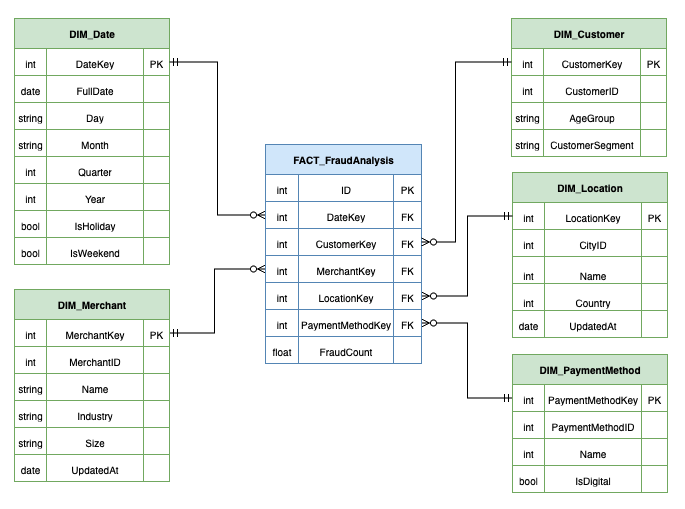 DIM_Date
int DateKey PK
date FullDate
string Day
string Month
int Quarter
int Year
bool IsHoliday
bool IsWeekend
DIM_Merchant
int MerchantKey PK
int MerchantID
string Name
string Industry
string Size
date UpdatedAt
FACT_FraudAnalysis
int ID PK
int DateKey FK
int CustomerKey FK
int MerchantKey FK
int LocationKey FK
int PaymentMethodKey FK
float FraudCount
DIM_Customer
int CustomerKey PK
int CustomerID
string AgeGroup
string CustomerSegment
DIM_Location
int LocationKey PK
int CityID
int Name
int Country
date UpdatedAt
DIM_PaymentMethod
int PaymentMethodKey PK
int PaymentMethodID
int Name
bool IsDigital